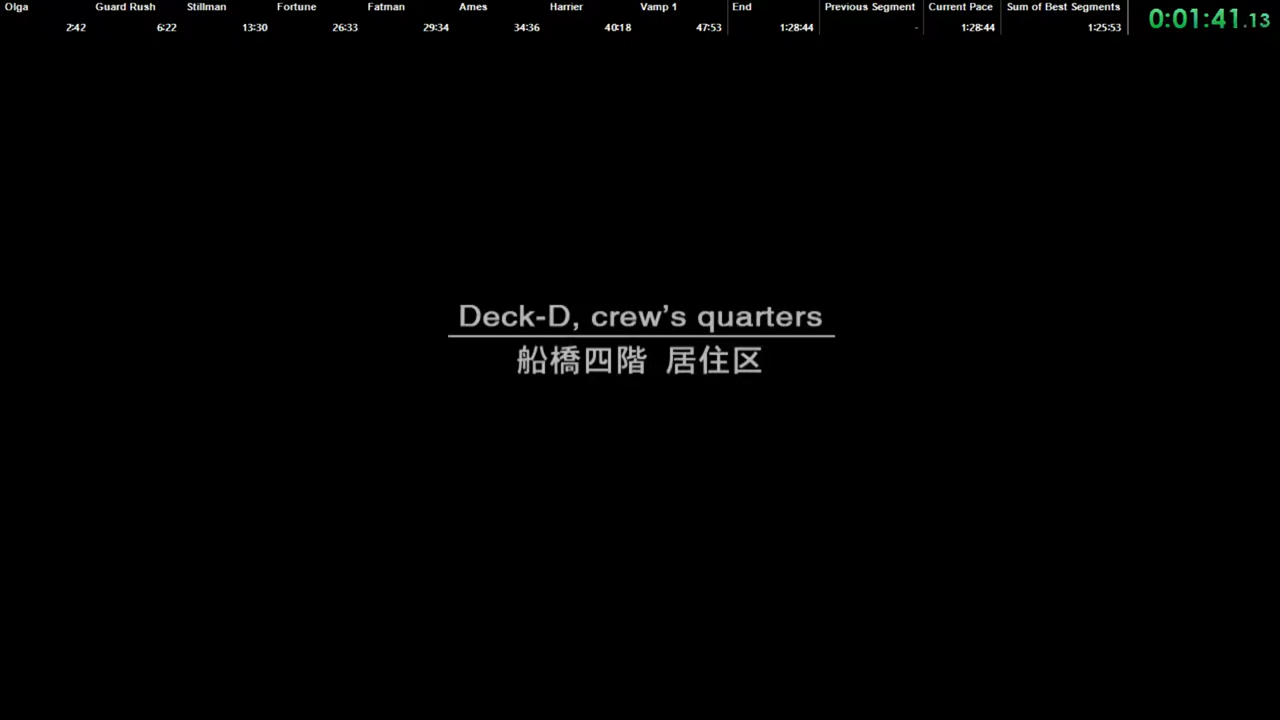 Olga Guard Rush Stillman Fortune Fatman Ames Harrier Vamp 1 End Previous Segment Current Pace Sum of Best Segments 0:01:41.13
2:42 6:22 13:30 26:33 29:34 34:36 40:18 47:53 1:28:44 - 1:28:44 1:25:53
Deck-D, crew's quarters
船橋四階 居住区